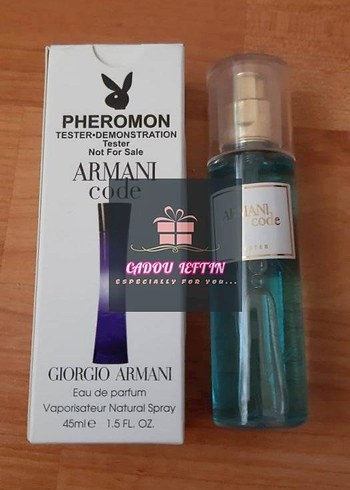 PHEROMON
TESTER•DEMONSTRATION
Tester
Not For Sale
ARMANI
code
GIORGIO ARMANI
Eau de parfum
Vaporisateur Natural Spray
45ml e 1.5 FL. OZ.
ARMANI
code
CADOU IEFTIN
ESPECIALLY FOR YOU...